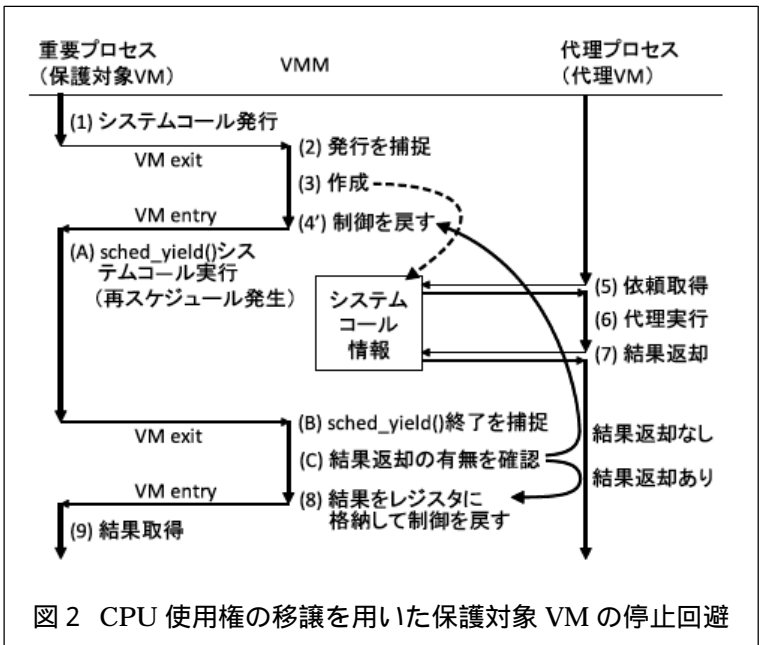 重要プロセス
(保護対象VM)
VMM
代理プロセス
(代理VM)
(1) システムコール発行
VM exit
(2) 発行を捕捉
(3) 作成
VM entry
(4') 制御を戻す
(A) sched_yield()シス
テムコール実行
(再スケジュール発生)
システム
コール
情報
(5) 依頼取得
(6) 代理実行
(7) 結果返却
VM exit
(B) sched_yield()終了を捕捉
(C) 結果返却の有無を確認
結果返却なし
結果返却あり
VM entry
(8) 結果をレジスタに
格納して制御を戻す
(9) 結果取得
図 2 CPU 使用権の移譲を用いた保護対象 VM の停止回避